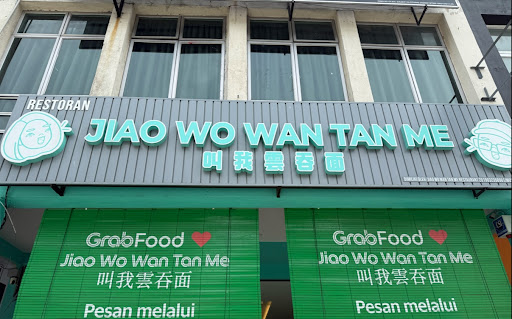 RESTORAN
JIAO WO WAN TAN ME
叫我雲吞面
GrabFood
Jiao Wo Wan Tan Me
叫我雲吞面
Pesan melalui
GrabFood
Jiao Wo Wan Tan Me
叫我雲吞面
Pesan melalui